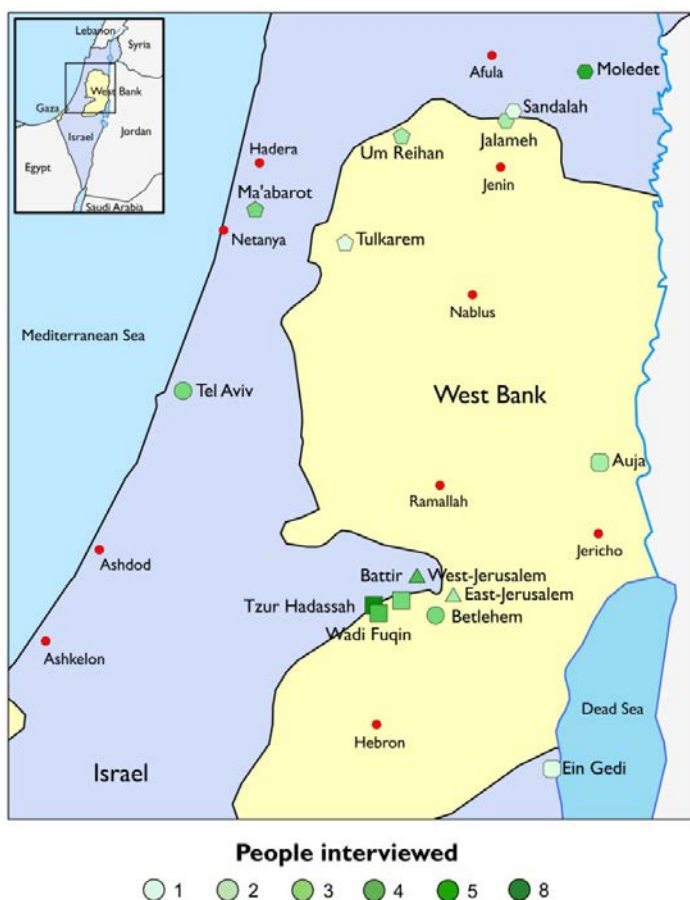 Lebanon
Syria
West Bank
Gaza
Israel
Jordan
Egypt
Saudi Arabia
Afula
Moledet
Sandalah
Jalameh
Um Reihan
Hadera
Jenin
Ma'abarot
Netanya
Tulkarem
Nablus
Mediterranean Sea
Tel Aviv
West Bank
Auja
Ramallah
Jericho
Ashdod
Battir
West-Jerusalem
East-Jerusalem
Tzur Hadassah
Betlehem
Wadi Fuqin
Ashkelon
Dead Sea
Hebron
Israel
Ein Gedi
People interviewed
1 2 3 4 5 8